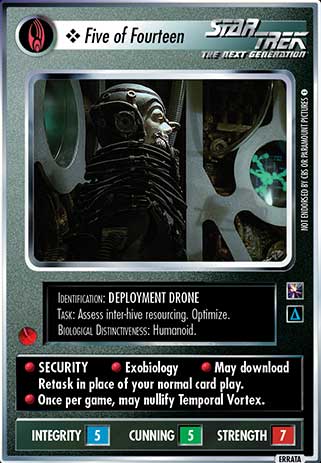 ❖ Five of Fourteen
STAR TREK
THE NEXT GENERATION
NOT ENDORSED BY CBS OR PARAMOUNT PICTURES
IDENTIFICATION: DEPLOYMENT DRONE
TASK: Assess inter-hive resourcing. Optimize.
BIOLOGICAL DISTINCTIVENESS: Humanoid.
● SECURITY ● Exobiology ● May download
Retask in place of your normal card play.
● Once per game, may nullify Temporal Vortex.
INTEGRITY 5 CUNNING 5 STRENGTH 7
ERRATA